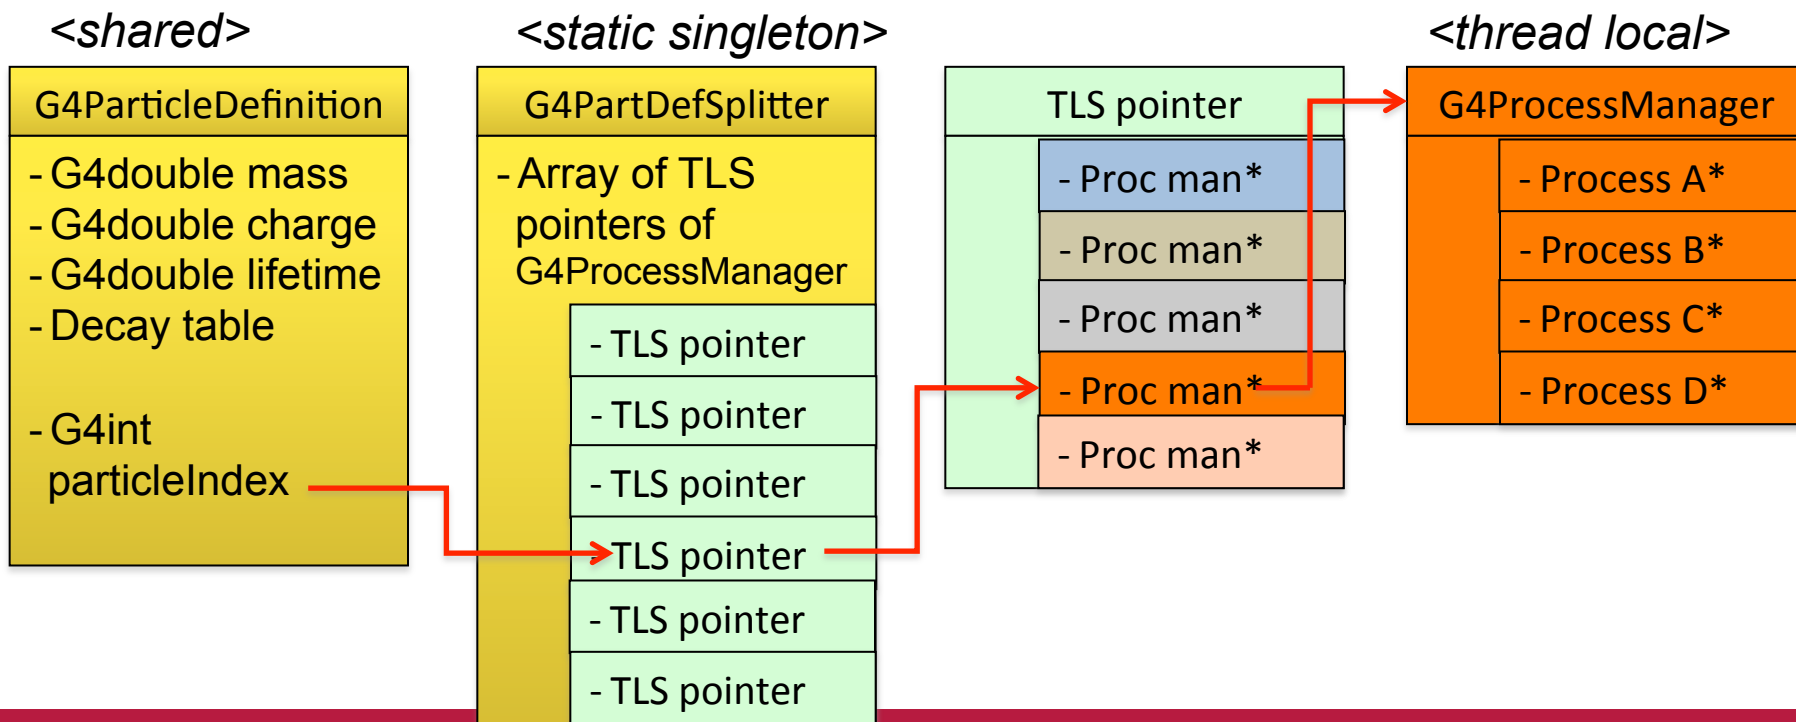 <shared>
G4ParticleDefinition
- G4double mass
- G4double charge
- G4double lifetime
- Decay table
- G4int
particleIndex
<static singleton>
G4PartDefSplitter
- Array of TLS
pointers of
G4ProcessManager
- TLS pointer
- TLS pointer
- TLS pointer
- TLS pointer
- TLS pointer
- TLS pointer
TLS pointer
- Proc man*
- Proc man*
- Proc man*
- Proc man*
- Proc man*
<thread local>
G4ProcessManager
- Process A*
- Process B*
- Process C*
- Process D*